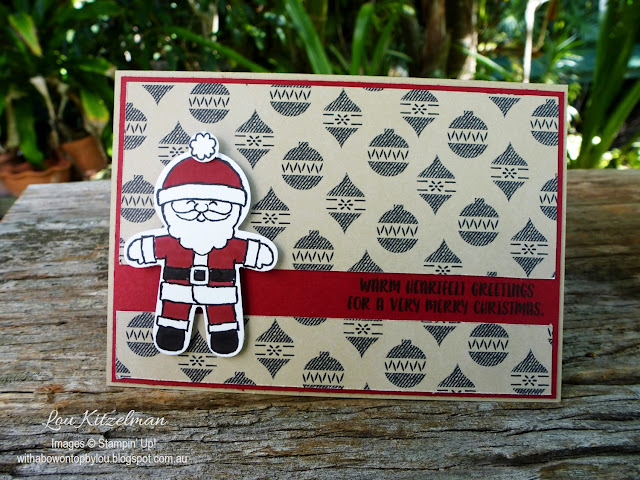 WARM HEARTFELT GREETINGS
FOR A VERY MERRY CHRISTMAS.
Lou Kitzelman
Images © Stampin' Up!
withabowontopbylou.blogspot.com.au